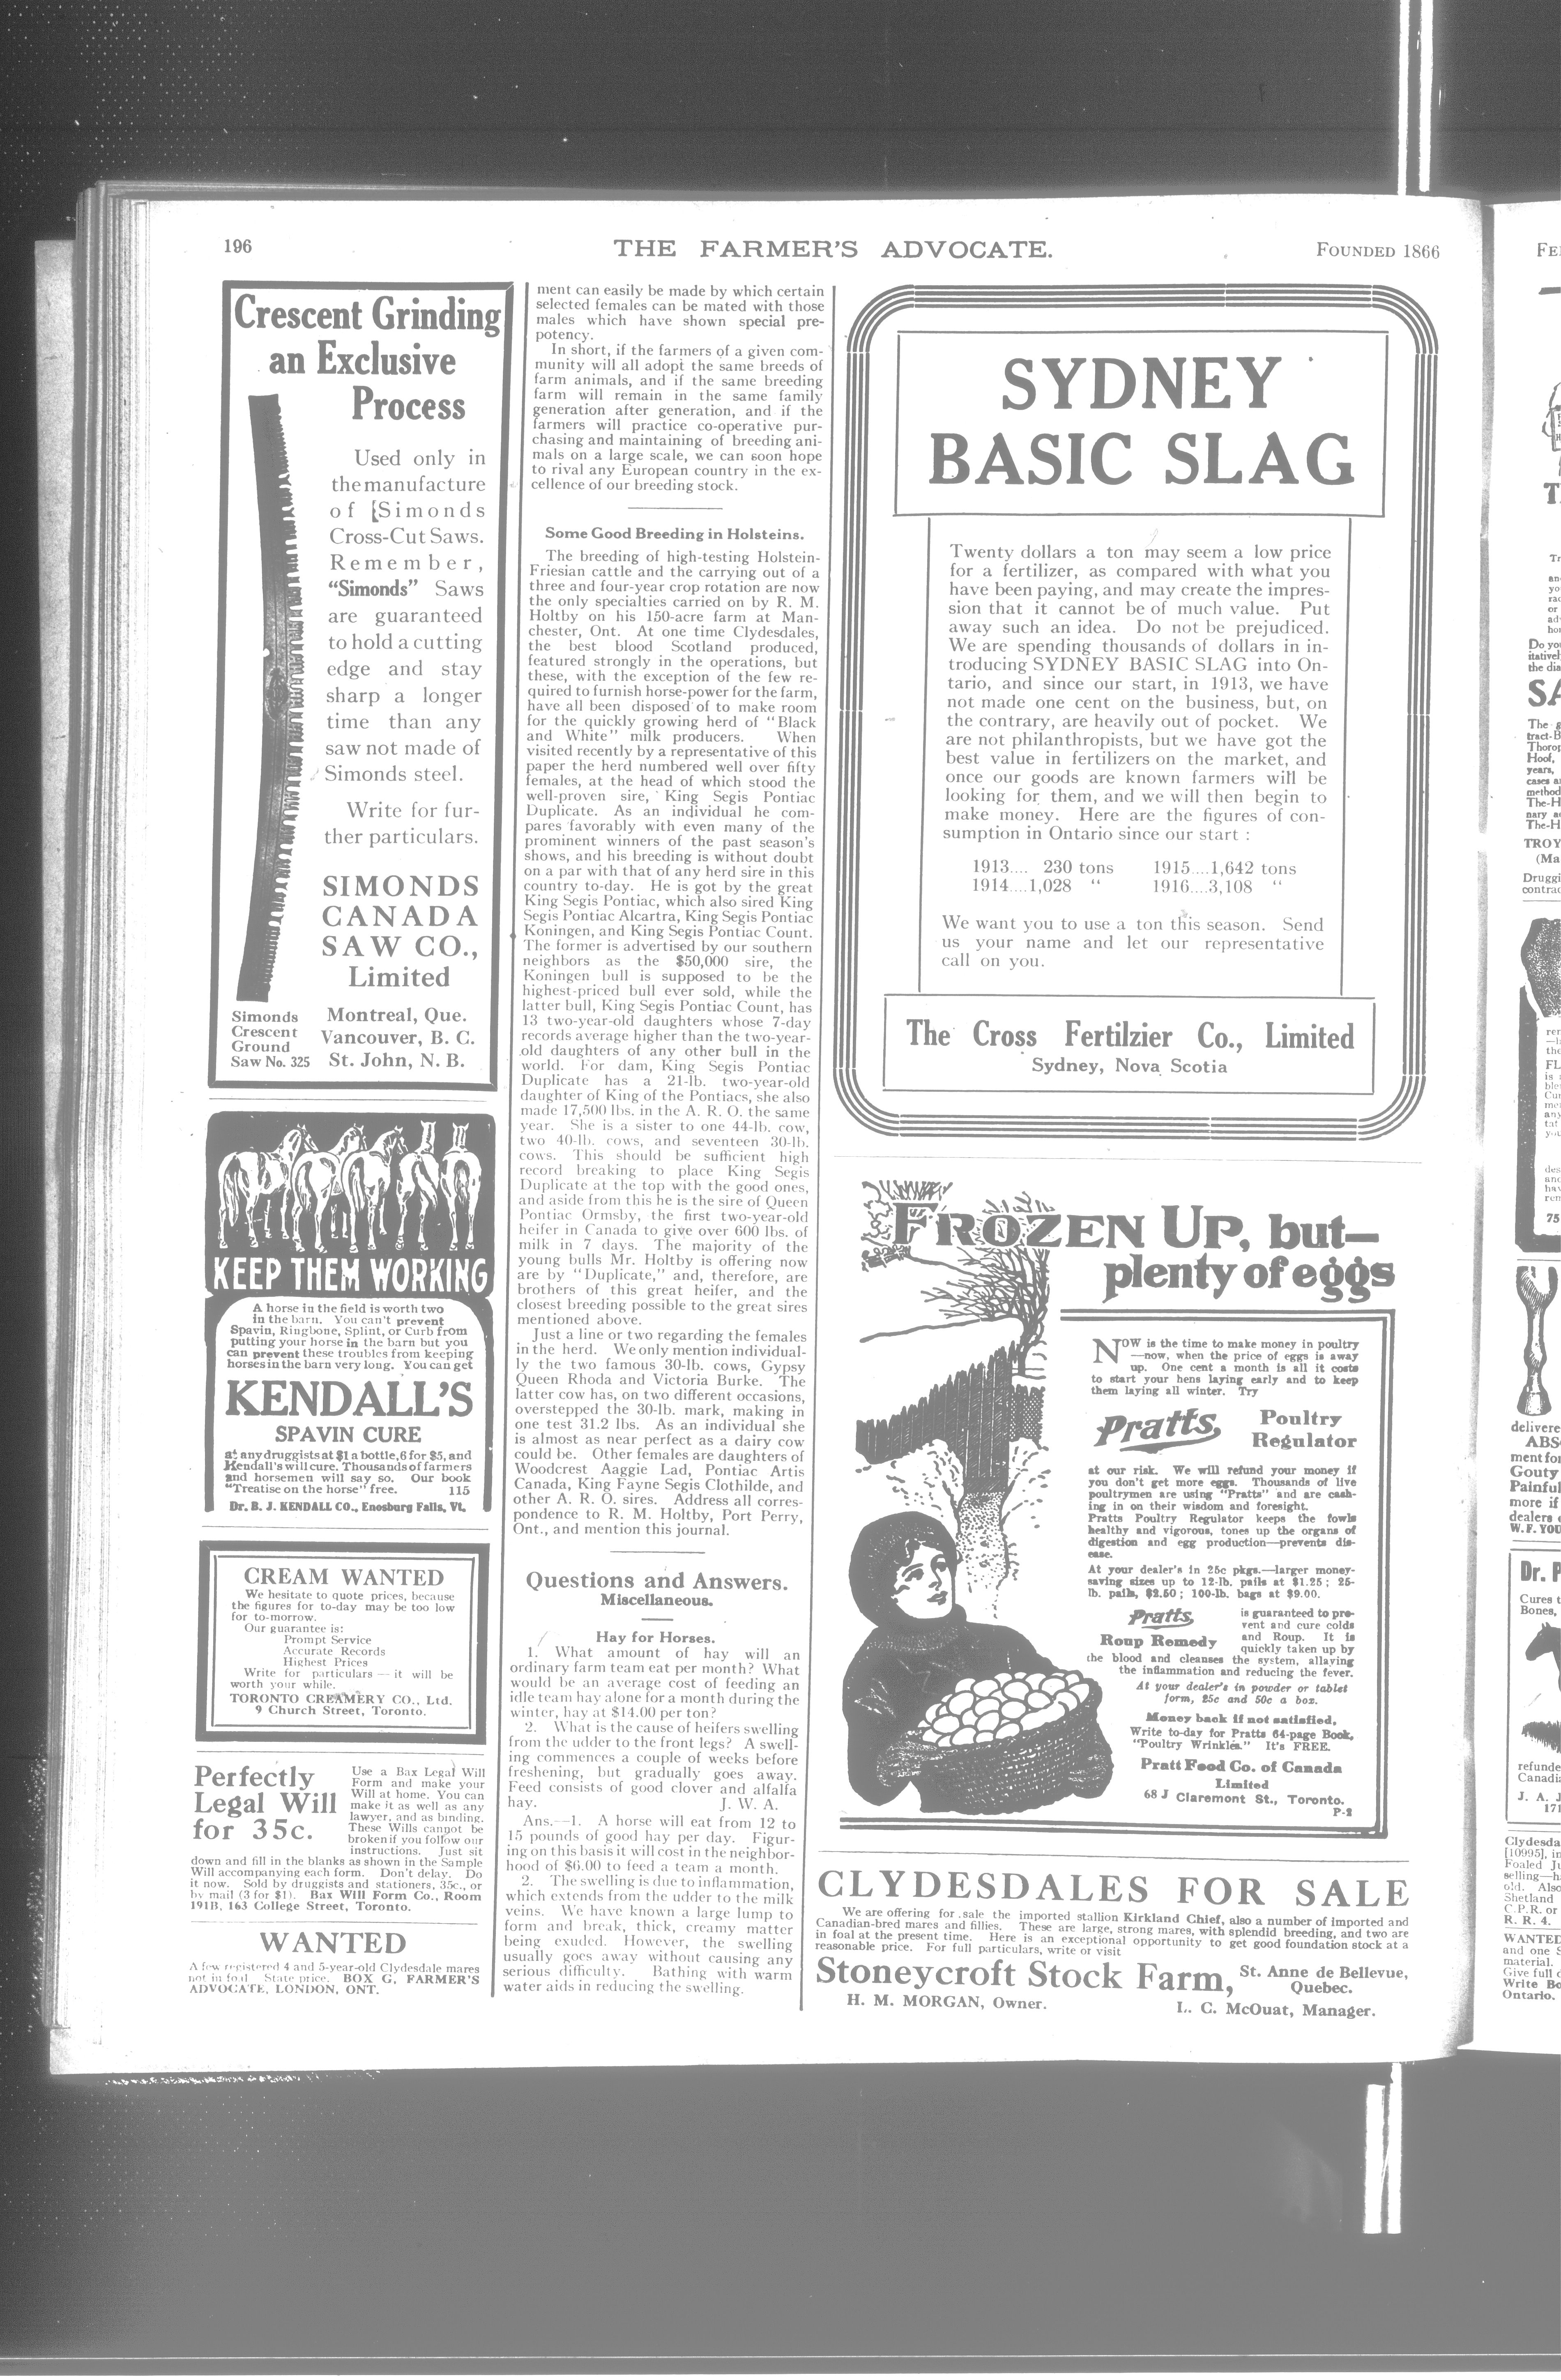 196
THE FARMER'S ADVOCATE.
FOUNDED 1866
Crescent Grinding
an Exclusive
Process
Used only in
the manufacture
of [Simonds
Cross-Cut Saws.
Remember,
"Simonds" Saws
are guaranteed
to hold a cutting
edge and stay
sharp a longer
time than any
saw not made of
Simonds steel.
Write for fur-
ther particulars.
SIMONDS
CANADA
SAW CO.,
Limited
Montreal, Que.
Vancouver, B. C.
St. John, N. B.
Simonds
Crescent
Ground
Saw No. 325
KEEP THEM WORKING
A horse in the field is worth two
in the barn. You can't prevent
Spavin, Ringbone, Splint, or Curb from
putting your horse in the barn but you
can prevent these troubles from keeping
horses in the barn very long. You can get
KENDALL'S
SPAVIN CURE
at any druggists at $1 a bottle, 6 for $5, and
Kendall's will cure. Thousands of farmers
and horsemen will say so. Our book
"Treatise on the horse" free. 115
Dr. B. J. KENDALL CO., Enosburg Falls, Vt.
CREAM WANTED
We hesitate to quote prices, because
the figures for to-day may be too low
for to-morrow.
Our guarantee is:
Prompt Service
Accurate Records
Highest Prices
Write for particulars — it will be
worth your while.
TORONTO CREAMERY CO., Ltd.
9 Church Street, Toronto.
Perfectly
Legal Will
for 35c.
Use a Bax Legal Will
Form and make your
Will at home. You can
make it as well as any
lawyer, and as binding.
These Wills cannot be
broken if you follow our
instructions. Just sit
down and fill in the blanks as shown in the Sample
Will accompanying each form. Don't delay. Do
it now. Sold by druggists and stationers, 35c., or
by mail (3 for $1). Bax Will Form Co., Room
191B, 163 College Street, Toronto.
WANTED
A few registered 4 and 5-year-old Clydesdale mares
not in foal State price. BOX G, FARMER'S
ADVOCATE, LONDON, ONT.
ment can easily be made by which certain
selected females can be mated with those
males which have shown special pre-
potency.
In short, if the farmers of a given com-
munity will all adopt the same breeds of
farm animals, and if the same breeding
farm will remain in the same family
generation after generation, and if the
farmers will practice co-operative pur-
chasing and maintaining of breeding ani-
mals on a large scale, we can soon hope
to rival any European country in the ex-
cellence of our breeding stock.
Some Good Breeding in Holsteins.
The breeding of high-testing Holstein-
Friesian cattle and the carrying out of a
three and four-year crop rotation are now
the only specialties carried on by R. M.
Holtby on his 150-acre farm at Man-
chester, Ont. At one time Clydesdales,
the best blood Scotland produced,
featured strongly in the operations, but
these, with the exception of the few re-
quired to furnish horse-power for the farm,
have all been disposed of to make room
for the quickly growing herd of "Black
and White" milk producers. When
visited recently by a representative of this
paper the herd numbered well over fifty
females, at the head of which stood the
well-proven sire, King Segis Pontiac
Duplicate. As an individual he com-
pares favorably with even many of the
prominent winners of the past season's
shows, and his breeding is without doubt
on a par with that of any herd sire in this
country to-day. He is got by the great
King Segis Pontiac, which also sired King
Segis Pontiac Alcartra, King Segis Pontiac
Koningen, and King Segis Pontiac Count.
The former is advertised by our southern
neighbors as the $50,000 sire, the
Koningen bull is supposed to be the
highest-priced bull ever sold, while the
latter bull, King Segis Pontiac Count, has
13 two-year-old daughters whose 7-day
records average higher than the two-year-
old daughters of any other bull in the
world. For dam, King Segis Pontiac
Duplicate has a 21-lb. two-year-old
daughter of King of the Pontiacs, she also
made 17,500 lbs. in the A. R. O. the same
year. She is a sister to one 44-lb. cow,
two 40-lb. cows, and seventeen 30-lb.
cows. This should be sufficient high
record breaking to place King Segis
Duplicate at the top with the good ones,
and aside from this he is the sire of Queen
Pontiac Ormsby, the first two-year-old
heifer in Canada to give over 600 lbs. of
milk in 7 days. The majority of the
young bulls Mr. Holtby is offering now
are by "Duplicate," and, therefore, are
brothers of this great heifer, and the
closest breeding possible to the great sires
mentioned above.
Just a line or two regarding the females
in the herd. We only mention individual-
ly the two famous 30-lb. cows, Gypsy
Queen Rhoda and Victoria Burke. The
latter cow has, on two different occasions,
overstepped the 30-lb. mark, making in
one test 31.2 lbs. As an individual she
is almost as near perfect as a dairy cow
could be. Other females are daughters of
Woodcrest Aaggie Lad, Pontiac Artis
Canada, King Fayne Segis Clothilde, and
other A. R. O. sires. Address all corres-
pondence to R. M. Holtby, Port Perry,
Ont., and mention this journal.
Questions and Answers.
Miscellaneous.
Hay for Horses.
1. What amount of hay will an
ordinary farm team eat per month? What
would be an average cost of feeding an
idle team hay alone for a month during the
winter, hay at $14.00 per ton?
2. What is the cause of heifers swelling
from the udder to the front legs? A swell-
ing commences a couple of weeks before
freshening, but gradually goes away.
Feed consists of good clover and alfalfa
hay. J. W. A.
Ans.—1. A horse will eat from 12 to
15 pounds of good hay per day. Figur-
ing on this basis it will cost in the neighbor-
hood of $6.00 to feed a team a month.
2. The swelling is due to inflammation,
which extends from the udder to the milk
veins. We have known a large lump to
form and break, thick, creamy matter
being exuded. However, the swelling
usually goes away without causing any
serious difficulty. Bathing with warm
water aids in reducing the swelling.
SYDNEY
BASIC SLAG
Twenty dollars a ton may seem a low price
for a fertilizer, as compared with what you
have been paying, and may create the impres-
sion that it cannot be of much value. Put
away such an idea. Do not be prejudiced.
We are spending thousands of dollars in in-
troducing SYDNEY BASIC SLAG into On-
tario, and since our start, in 1913, we have
not made one cent on the business, but, on
the contrary, are heavily out of pocket. We
are not philanthropists, but we have got the
best value in fertilizers on the market, and
once our goods are known farmers will be
looking for them, and we will then begin to
make money. Here are the figures of con-
sumption in Ontario since our start :
1913.... 230 tons 1915....1,642 tons
1914....1,028 " 1916....3,108 "
We want you to use a ton this season. Send
us your name and let our representative
call on you.
The Cross Fertilzier Co., Limited
Sydney, Nova Scotia
FROZEN UP, but—
plenty of eggs
NOW is the time to make money in poultry
—now, when the price of eggs is away
up. One cent a month is all it costs
to start your hens laying early and to keep
them laying all winter. Try
Pratts, Poultry
Regulator
at our risk. We will refund your money if
you don't get more eggs. Thousands of live
poultrymen are using "Pratts" and are cash-
ing in on their wisdom and foresight.
Pratts Poultry Regulator keeps the fowls
healthy and vigorous, tones up the organs of
digestion and egg production—prevents dis-
ease.
At your dealer's in 25c pkgs.—larger money-
saving sizes up to 12-lb. pails at $1.25; 25-
lb. pails, $2.50; 100-lb. bags at $9.00.
Pratts,
Roup Remedy
is guaranteed to pre-
vent and cure colds
and Roup. It is
quickly taken up by
the blood and cleanses the system, allaying
the inflammation and reducing the fever.
At your dealer's in powder or tablet
form, 25c and 50c a box.
Money back if not satisfied,
Write to-day for Pratts 64-page Book,
"Poultry Wrinkles." It's FREE.
Pratt Food Co. of Canada
Limited
68 J Claremont St., Toronto.
P-2
CLYDESDALES FOR SALE
We are offering for sale the imported stallion Kirkland Chief, also a number of imported and
Canadian-bred mares and fillies. These are large, strong mares, with splendid breeding, and two are
in foal at the present time. Here is an exceptional opportunity to get good foundation stock at a
reasonable price. For full particulars, write or visit
Stoneycroft Stock Farm, St. Anne de Bellevue,
Quebec.
H. M. MORGAN, Owner. L. C. McOuat, Manager.